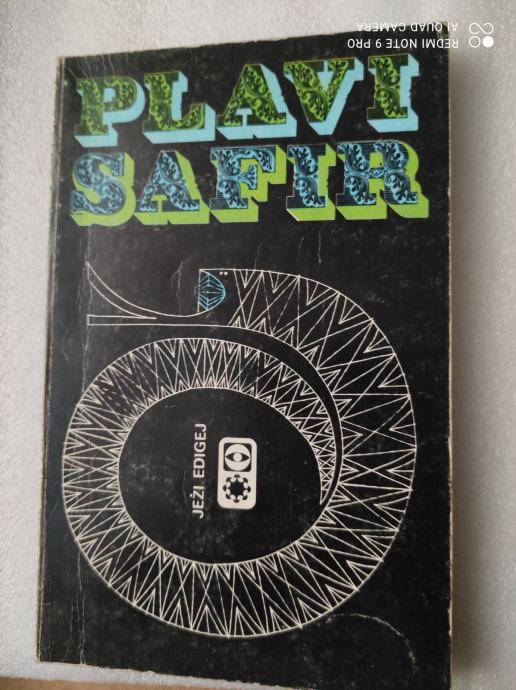 PLAVI
SAFIR
JEŽI EDIGEJ
REDMI NOTE 9 PRO
AI QUAD CAMERA